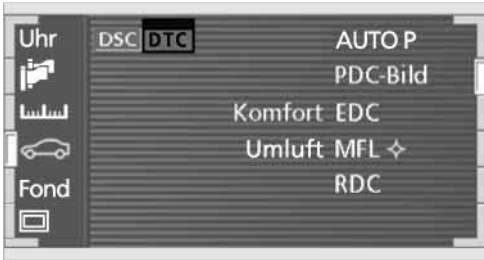 Uhr DSC DTC AUTO P
PDC-Bild
Komfort EDC
Umluft MFL
RDC
Fond